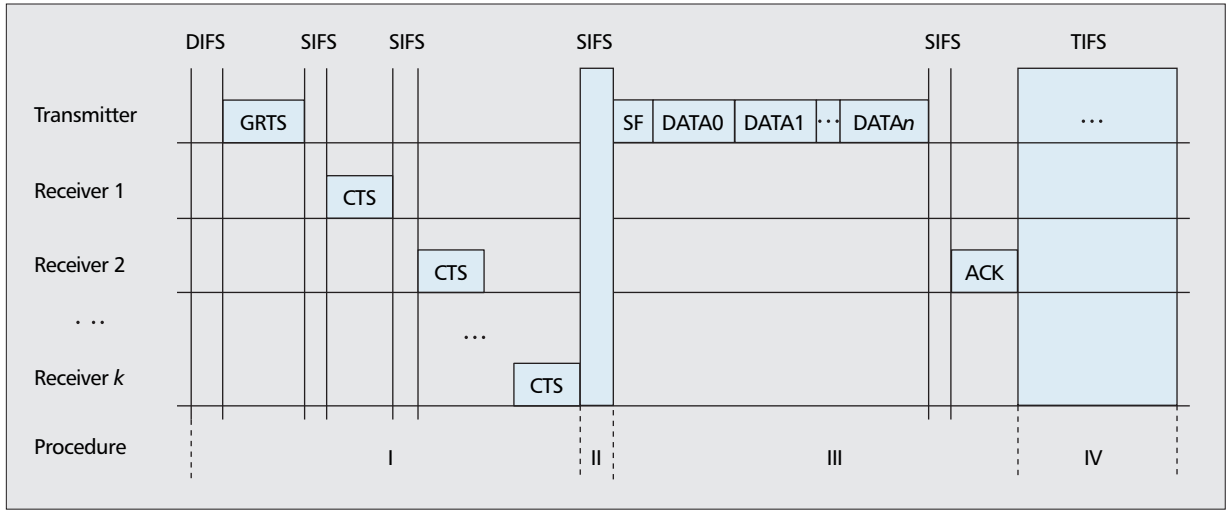 DIFS SIFS SIFS SIFS SIFS TIFS
Transmitter GRTS SF DATA0 DATA1 ... DATAn ...
Receiver 1 CTS
Receiver 2 CTS ACK
. .. ...
Receiver k CTS
Procedure I II III IV